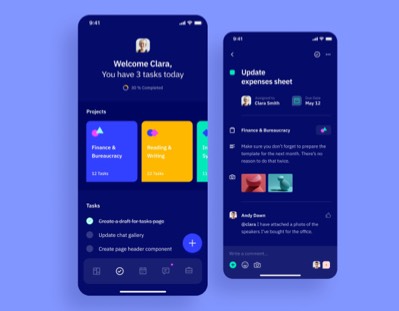 9:41
Welcome Clara,
You have 3 tasks today
Completed
Projects
Finance &
Bureaucracy
12 Tasks
Reading &
Writing
12 Tasks
Tasks
Create a draft for tasks page
Update chat gallery
Create page header component
9:41
Update
expenses sheet
Clara Smith
Due Date
May 12
Finance & Bureaucracy
Make sure you don't forget to prepare
the template for the next month. There's no
reason to do that twice.
Andy Dawn
@clara I have attached a photo of the
speakers I've bought for the office.
Write a comment...